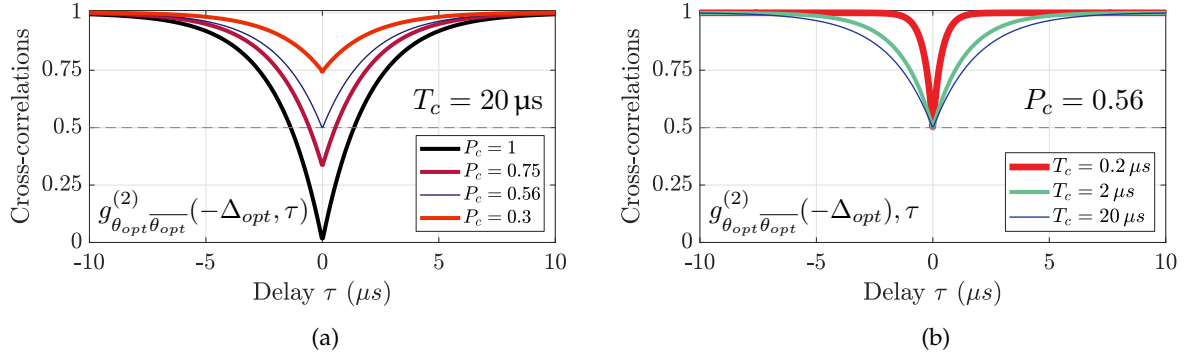 Cross-correlations
1
0.75
0.5
0.25
0
T_c = 20 µs
P_c = 1
P_c = 0.75
P_c = 0.56
P_c = 0.3
g^{(2)}_{θ_{opt}\overline{θ_{opt}}}(-Δ_{opt}, τ)
-10 -5 0 5 10
Delay τ (µs)
(a)
Cross-correlations
1
0.75
0.5
0.25
0
P_c = 0.56
T_c = 0.2 µs
T_c = 2 µs
T_c = 20 µs
g^{(2)}_{θ_{opt}\overline{θ_{opt}}}(-Δ_{opt}), τ
-10 -5 0 5 10
Delay τ (µs)
(b)